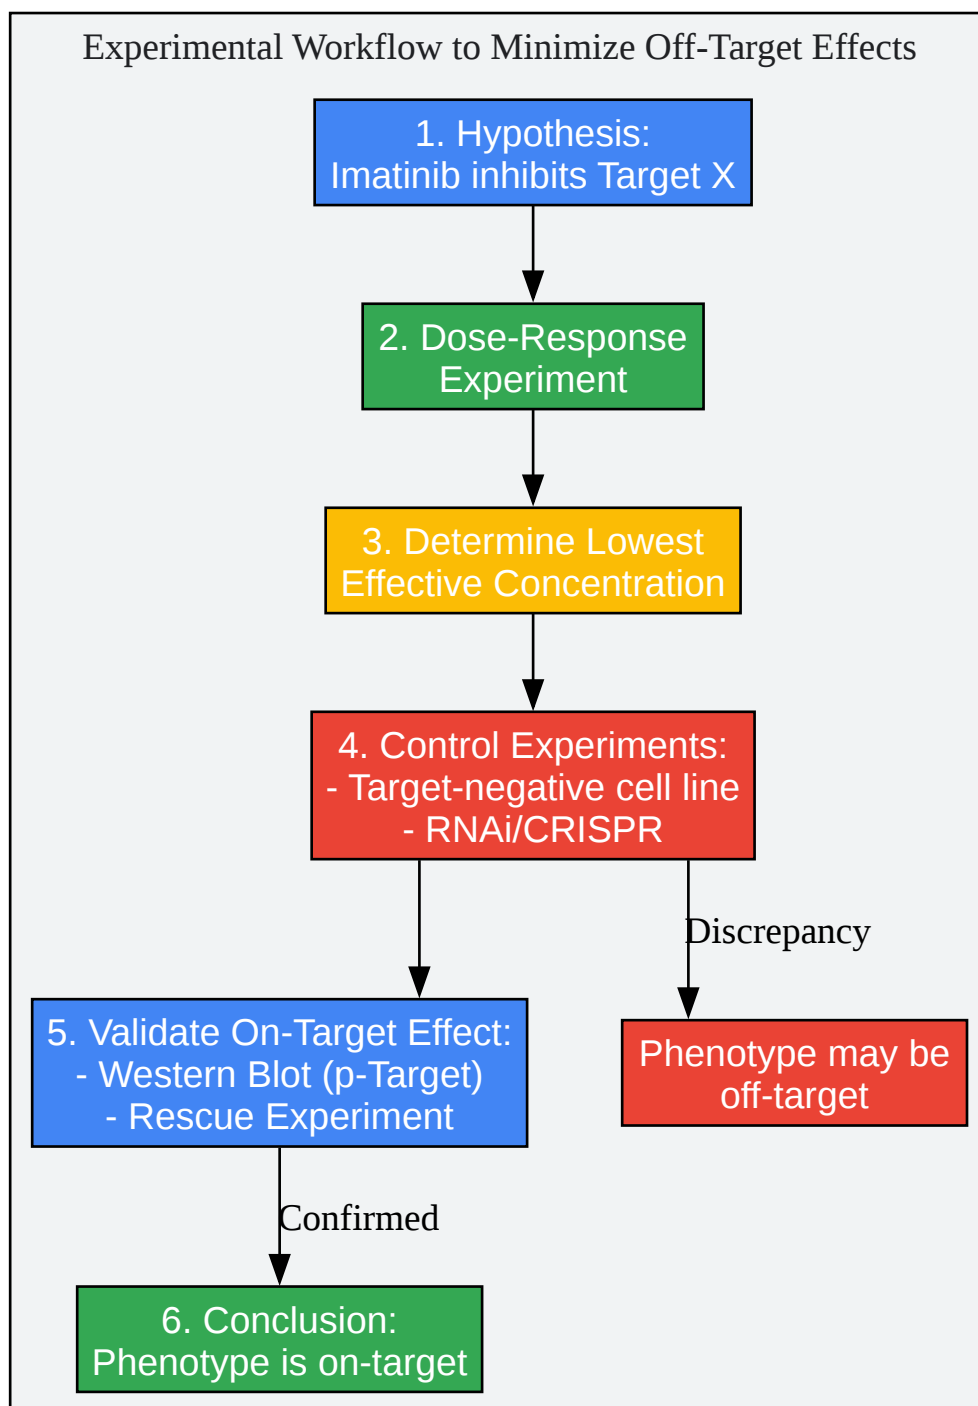 Experimental Workflow to Minimize Off-Target Effects
1. Hypothesis:
Imatinib inhibits Target X
2. Dose-Response
Experiment
3. Determine Lowest
Effective Concentration
4. Control Experiments:
- Target-negative cell line
- RNAi/CRISPR
Discrepancy
5. Validate On-Target Effect:
- Western Blot (p-Target)
- Rescue Experiment
Phenotype may be
off-target
Confirmed
6. Conclusion:
Phenotype is on-target